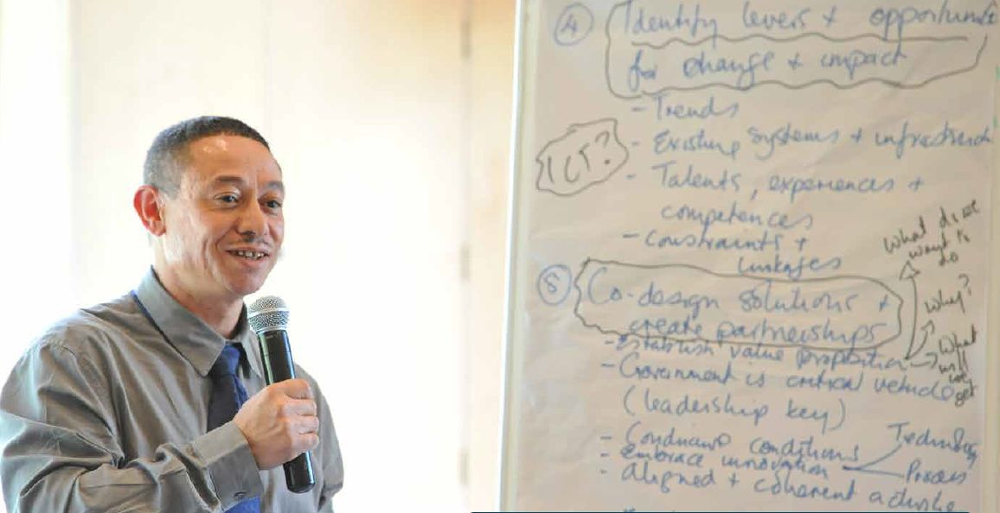 ④ Identify levers + opportunit
for change + impact
- Trends
- Existing systems + infrastruct
ICT?
- Talents, experiences +
competences
- constraints +
linkages
What do we
want to
do
⑤ Co-design solutions +
create partnerships
Why?
- Establish value proposition
What
will
we
get
- Government is critical vehicle
(leadership key)
- conditions
Technology
- Embrace innovation
Process
- Aligned + coherent activitie